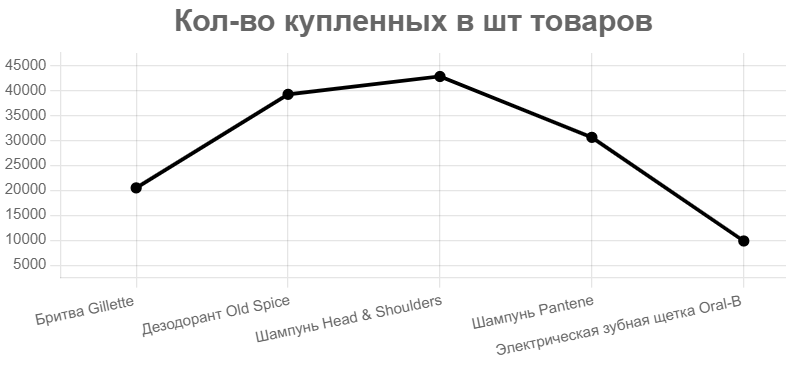 Кол-во купленных в шт товаров
45000
40000
35000
30000
25000
20000
15000
10000
5000
Бритва Gillette
Дезодорант Old Spice
Шампунь Head & Shoulders
Шампунь Pantene
Электрическая зубная щетка Oral-B